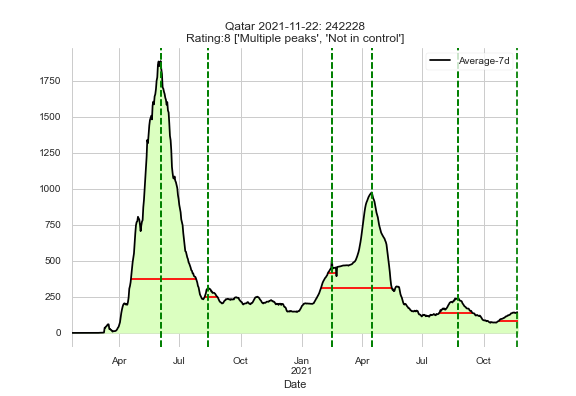 Qatar 2021-11-22: 242228
Rating:8 ['Multiple peaks', 'Not in control']
Average-7d
1750
1500
1250
1000
750
500
250
0
Apr Jul Oct Jan Apr Jul Oct
2021
Date